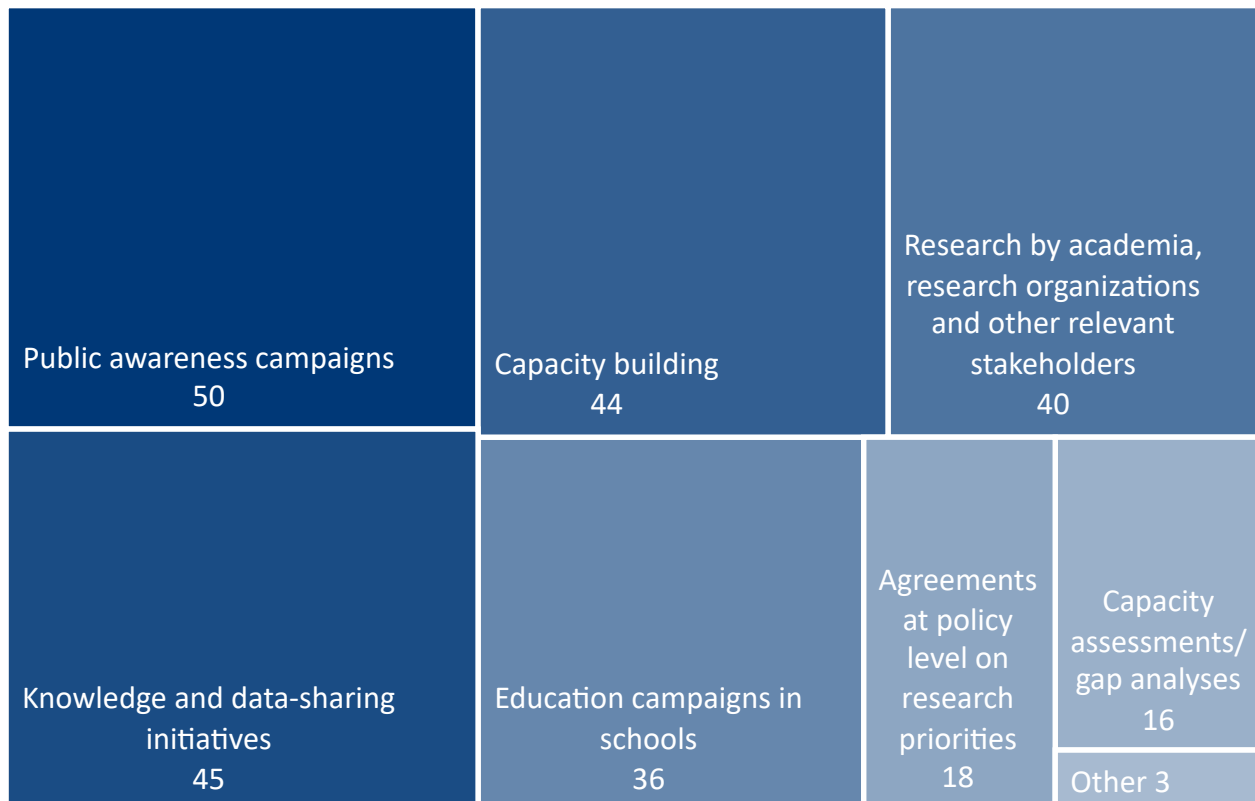 Public awareness campaigns
50
Capacity building
44
Research by academia,
research organizations
and other relevant
stakeholders
40
Knowledge and data-sharing
initiatives
45
Education campaigns in
schools
36
Agreements
at policy
level on
research
priorities
18
Capacity
assessments/
gap analyses
16
Other 3